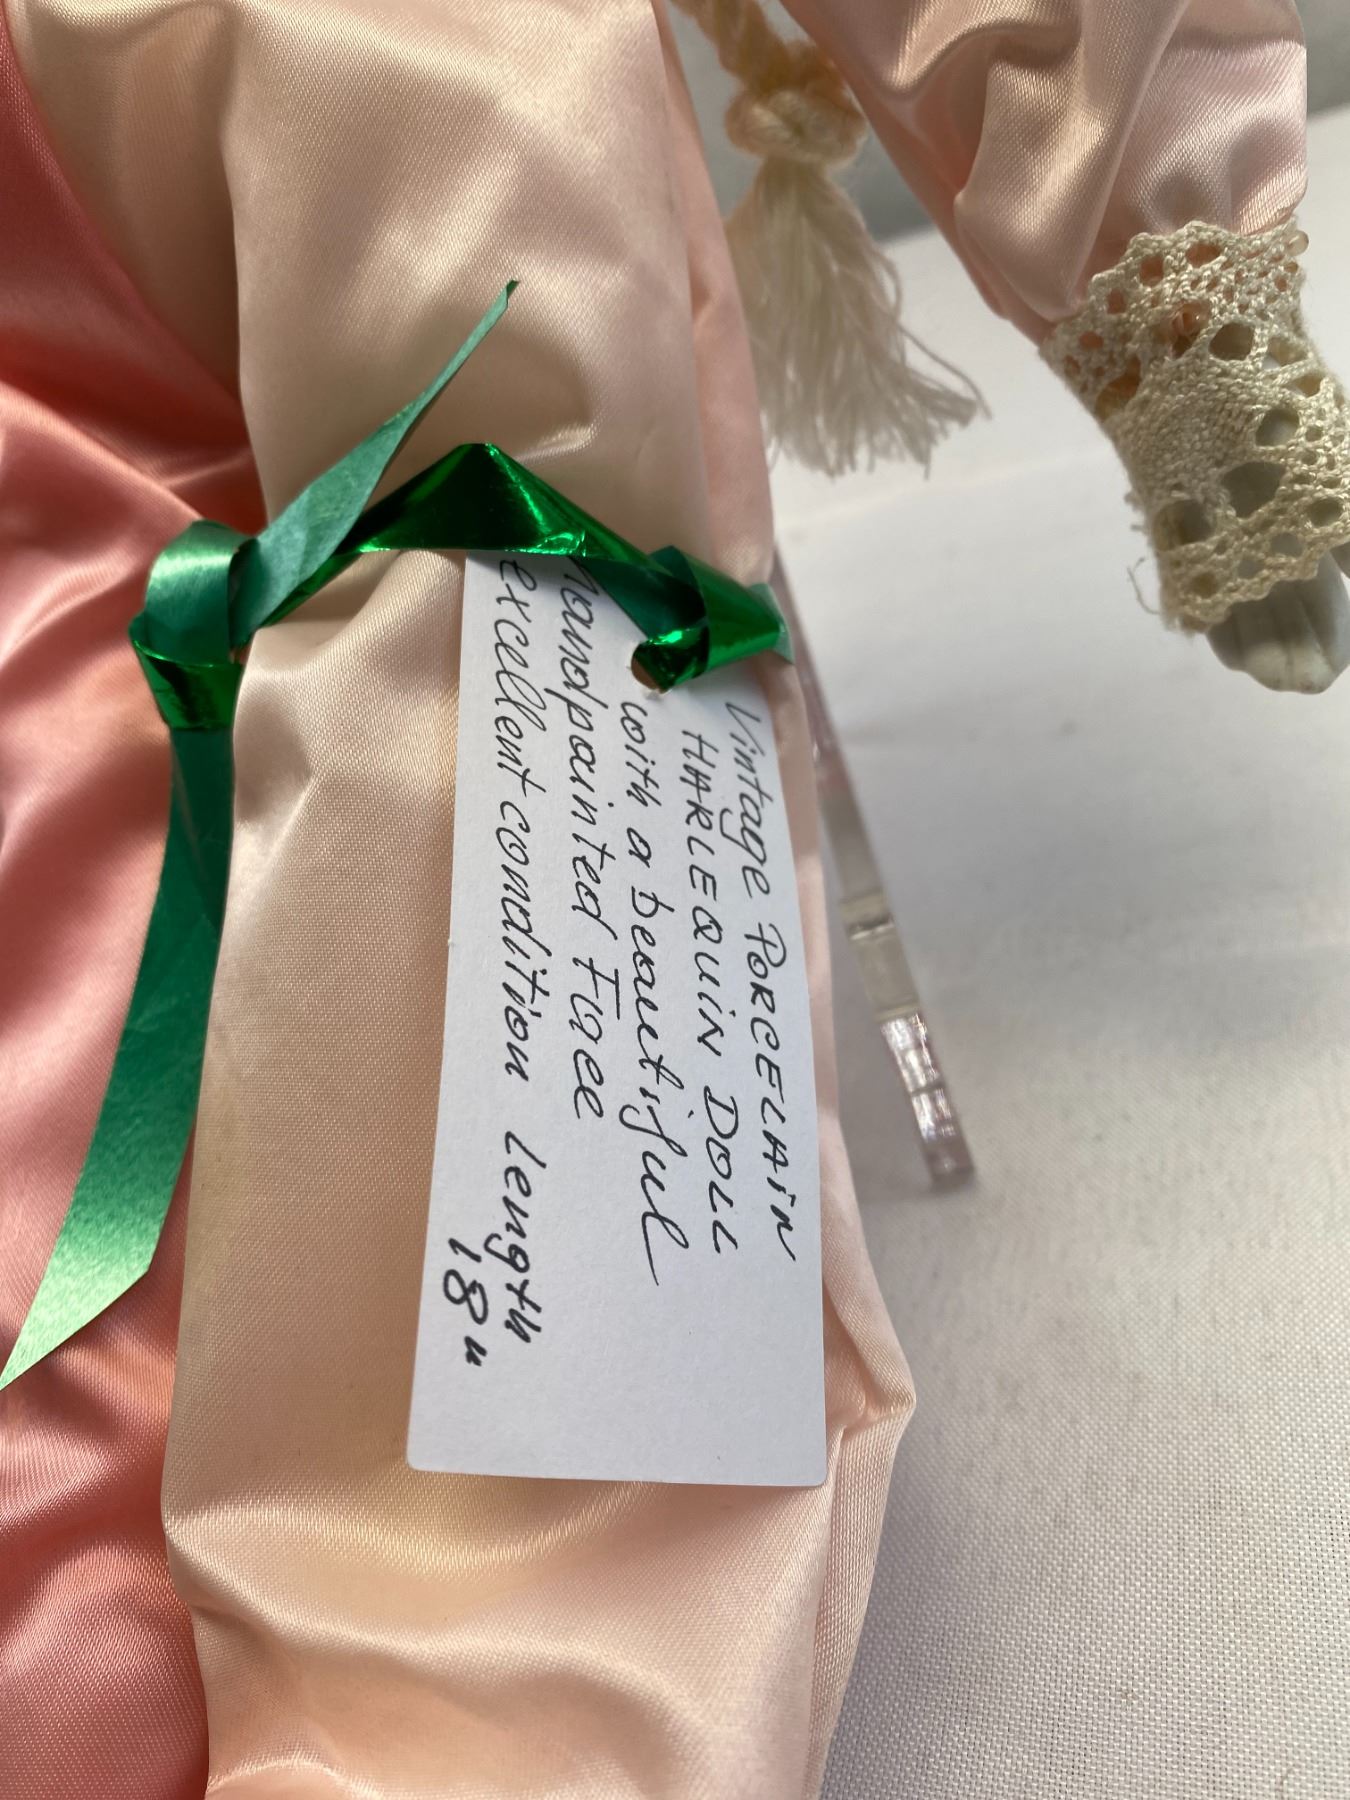 Vintage PORCELAIN
HARLEQUIN DOLL
with a beautiful
handpainted Face
excellent condition Length
18"